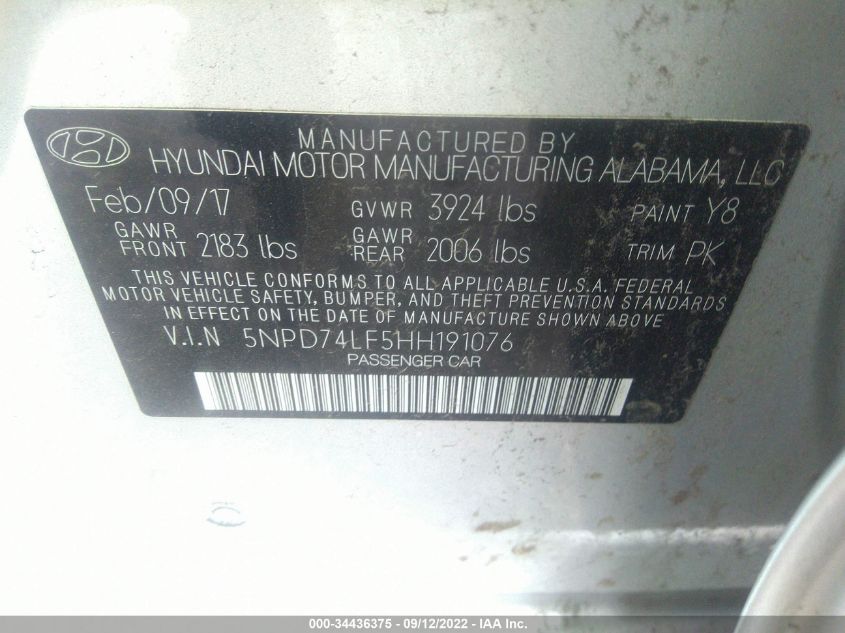 MANUFACTURED BY
HYUNDAI MOTOR MANUFACTURING ALABAMA, LLC
Feb/09/17 GVWR 3924 lbs PAINT Y8
GAWR FRONT 2183 lbs GAWR REAR 2006 lbs TRIM PK
THIS VEHICLE CONFORMS TO ALL APPLICABLE U.S.A. FEDERAL
MOTOR VEHICLE SAFETY, BUMPER, AND THEFT PREVENTION STANDARDS
IN EFFECT ON THE DATE OF MANUFACTURE SHOWN ABOVE
V.I.N 5NPD74LF5HH191076
PASSENGER CAR
000-34436375 - 09/12/2022 - IAA Inc.